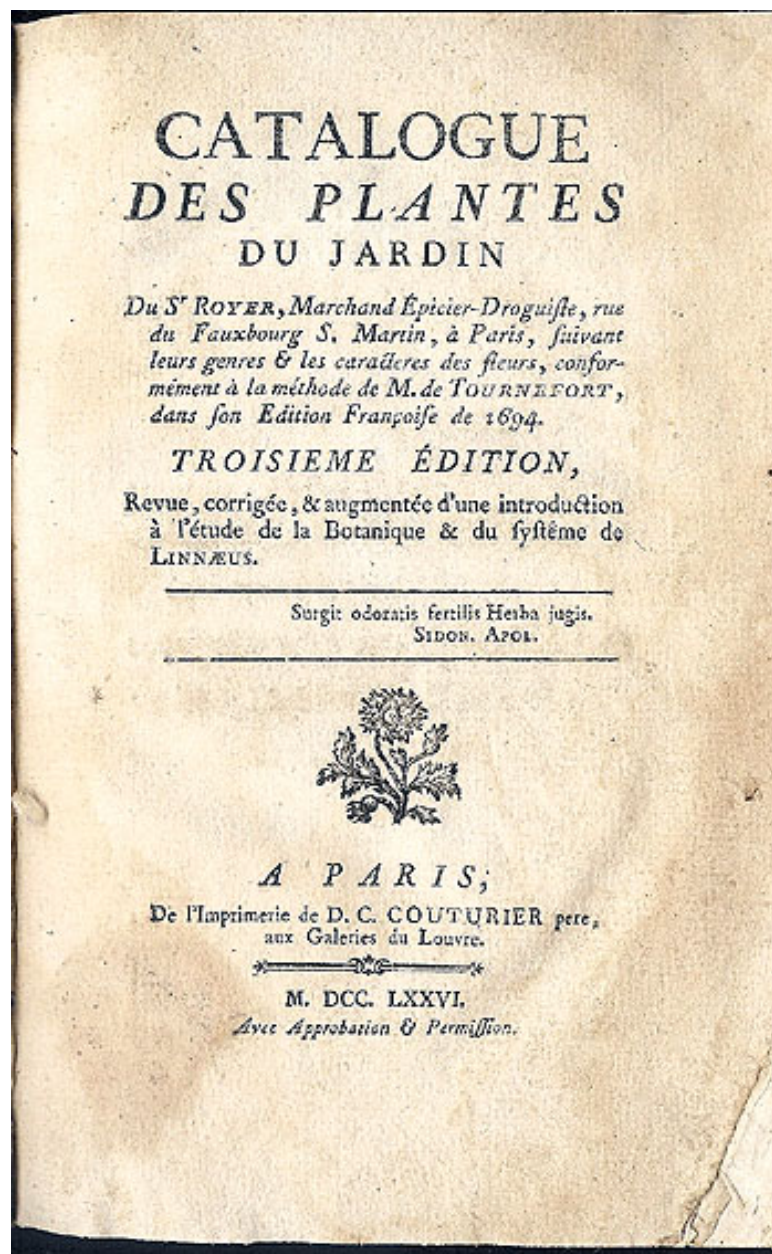 CATALOGUE
DES PLANTES
DU JARDIN
Du Sr ROYER, Marchand Épicier-Droguiſte, rue
du Fauxbourg S. Martin, à Paris, ſuivant
leurs genres & les caracteres des fleurs, confor-
mément à la méthode de M. de TOURNEFORT,
dans ſon Edition Françoiſe de 1694.
TROISIEME ÉDITION,
Revue, corrigée, & augmentée d'une introduction
à l'étude de la Botanique & du ſyſtême de
LINNÆUS.
Surgit odoratis fertilis Herba jugis.
SIDON. APOL.
A PARIS,
De l'Imprimerie de D. C. COUTURIER pere,
aux Galeries du Louvre.
M. DCC. LXXVI.
Avec Approbation & Permiſſion.